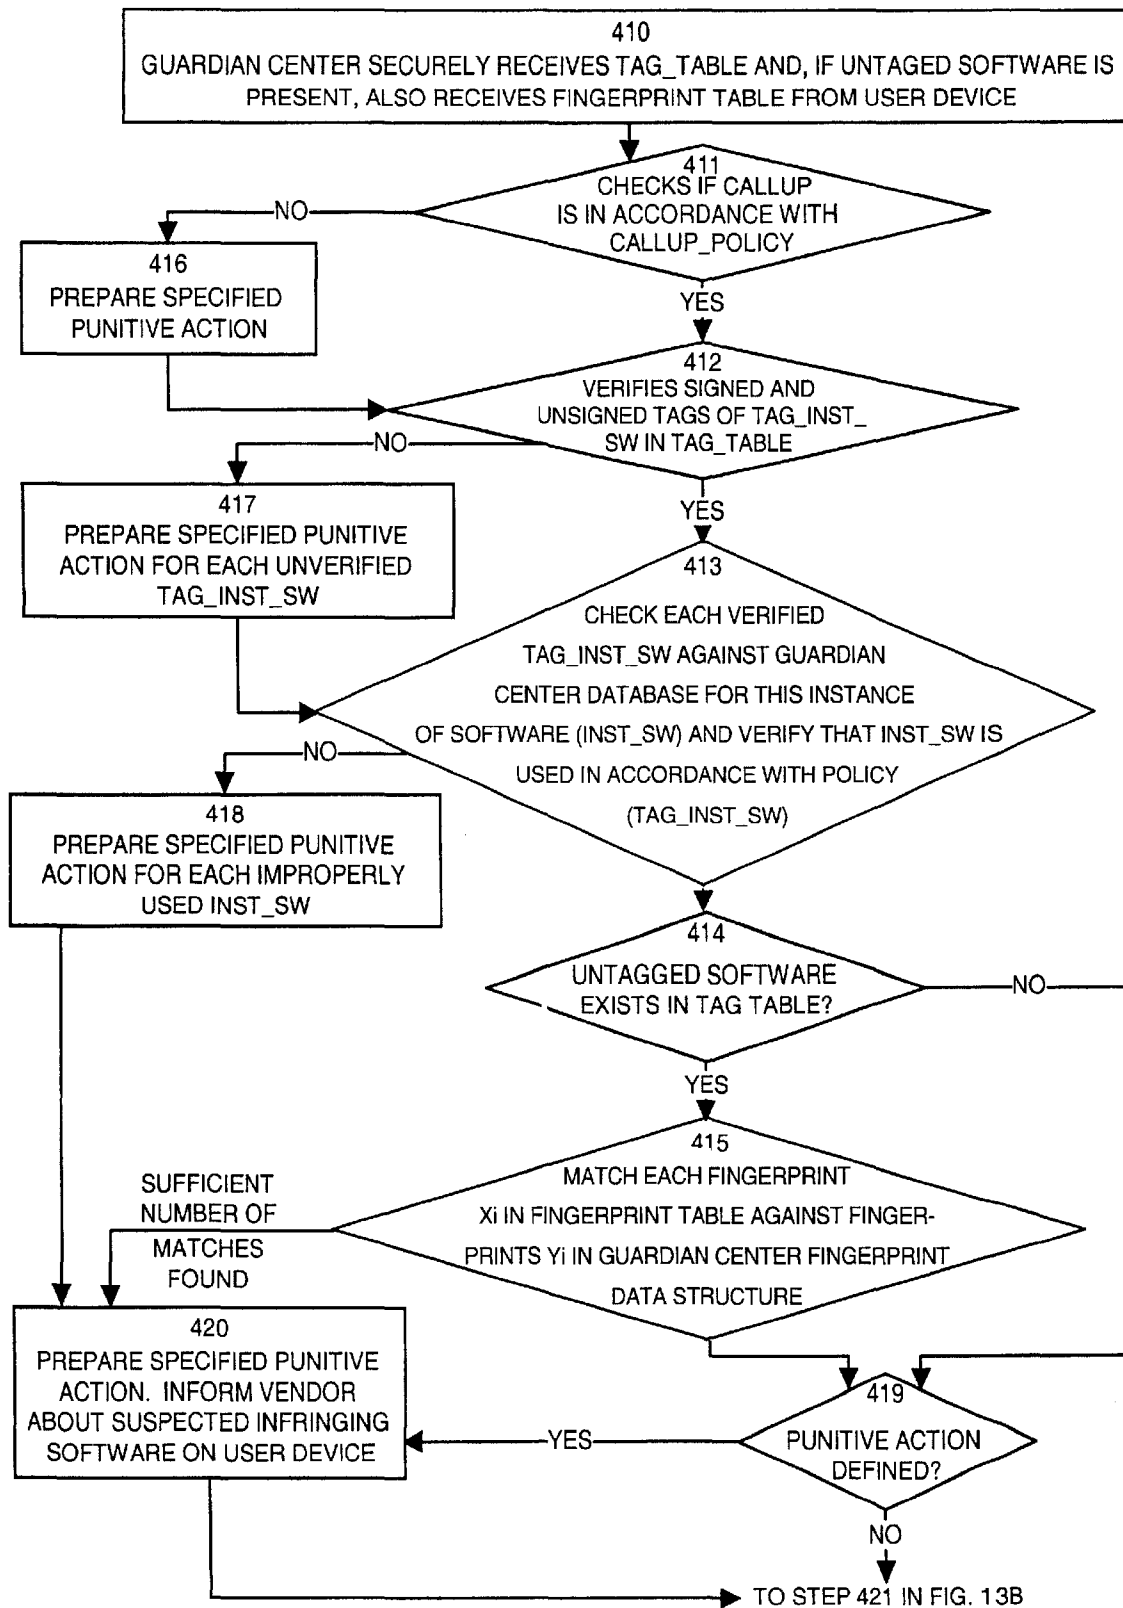 410
GUARDIAN CENTER SECURELY RECEIVES TAG_TABLE AND, IF UNTAGED SOFTWARE IS
PRESENT, ALSO RECEIVES FINGERPRINT TABLE FROM USER DEVICE
411
CHECKS IF CALLUP
IS IN ACCORDANCE WITH
CALLUP_POLICY
NO
YES
416
PREPARE SPECIFIED
PUNITIVE ACTION
412
VERIFIES SIGNED AND
UNSIGNED TAGS OF TAG_INST_
SW IN TAG_TABLE
NO
YES
417
PREPARE SPECIFIED PUNITIVE
ACTION FOR EACH UNVERIFIED
TAG_INST_SW
413
CHECK EACH VERIFIED
TAG_INST_SW AGAINST GUARDIAN
CENTER DATABASE FOR THIS INSTANCE
OF SOFTWARE (INST_SW) AND VERIFY THAT INST_SW IS
USED IN ACCORDANCE WITH POLICY
(TAG_INST_SW)
NO
418
PREPARE SPECIFIED PUNITIVE
ACTION FOR EACH IMPROPERLY
USED INST_SW
414
UNTAGGED SOFTWARE
EXISTS IN TAG TABLE?
NO
YES
415
MATCH EACH FINGERPRINT
Xi IN FINGERPRINT TABLE AGAINST FINGER-
PRINTS Yi IN GUARDIAN CENTER FINGERPRINT
DATA STRUCTURE
SUFFICIENT
NUMBER OF
MATCHES
FOUND
420
PREPARE SPECIFIED PUNITIVE
ACTION. INFORM VENDOR
ABOUT SUSPECTED INFRINGING
SOFTWARE ON USER DEVICE
419
PUNITIVE ACTION
DEFINED?
YES
NO
TO STEP 421 IN FIG. 13B